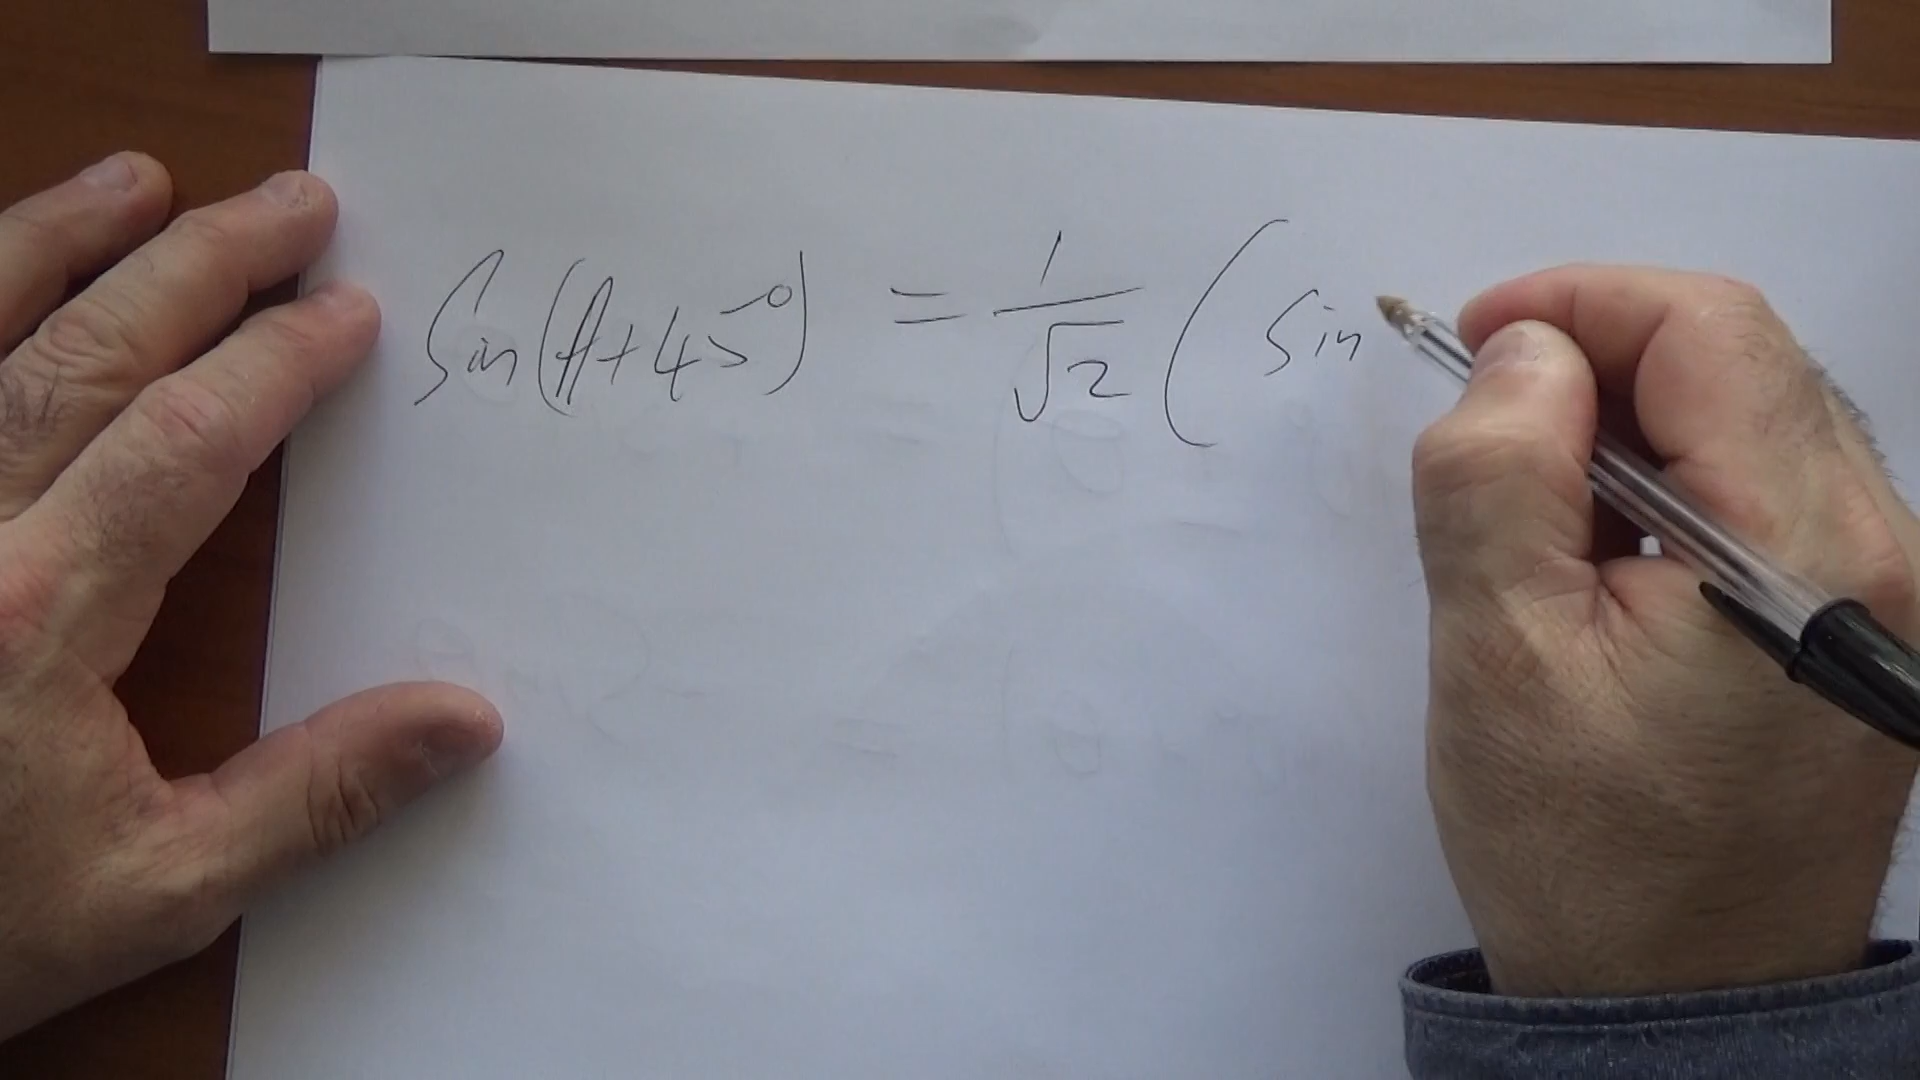 Sin(A+45°) = 1/√2 ( Sin